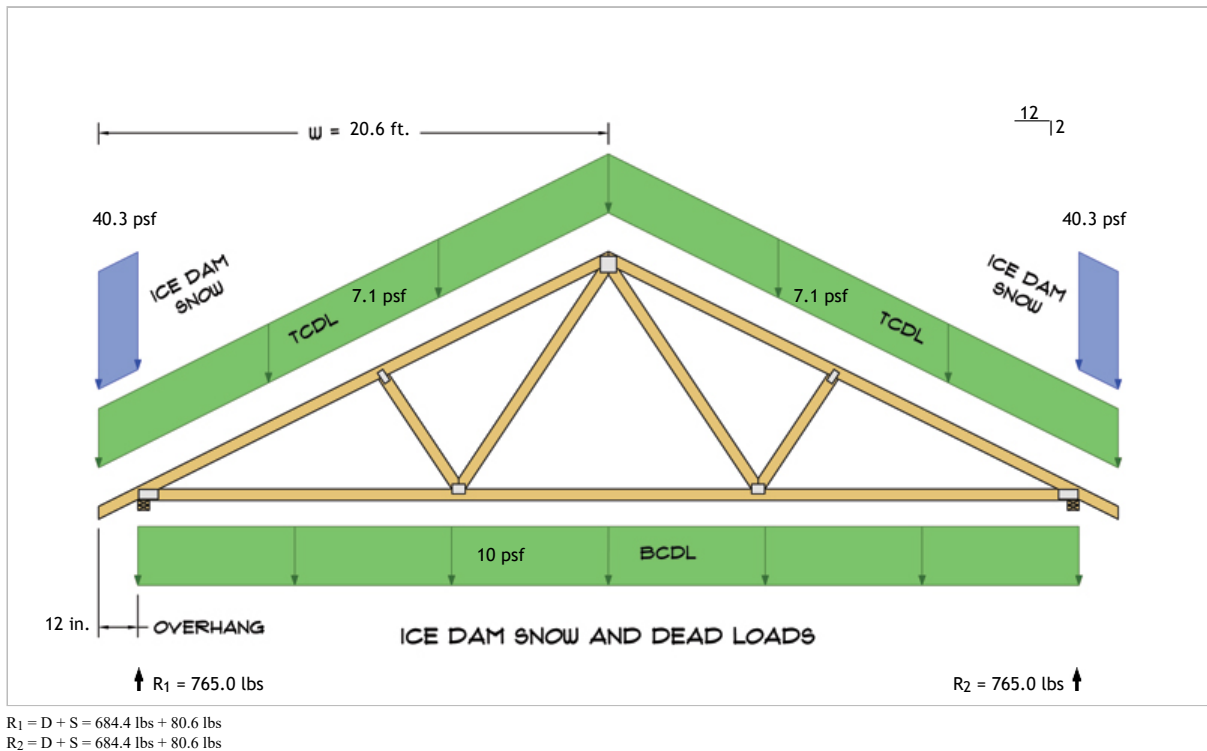 W = 20.6 ft.
12
2
40.3 psf
40.3 psf
ICE DAM
SNOW
ICE DAM
SNOW
7.1 psf
7.1 psf
TCDL
TCDL
10 psf
BCDL
12 in.
OVERHANG
ICE DAM SNOW AND DEAD LOADS
R1 = 765.0 lbs
R2 = 765.0 lbs
R1 = D + S = 684.4 lbs + 80.6 lbs
R2 = D + S = 684.4 lbs + 80.6 lbs